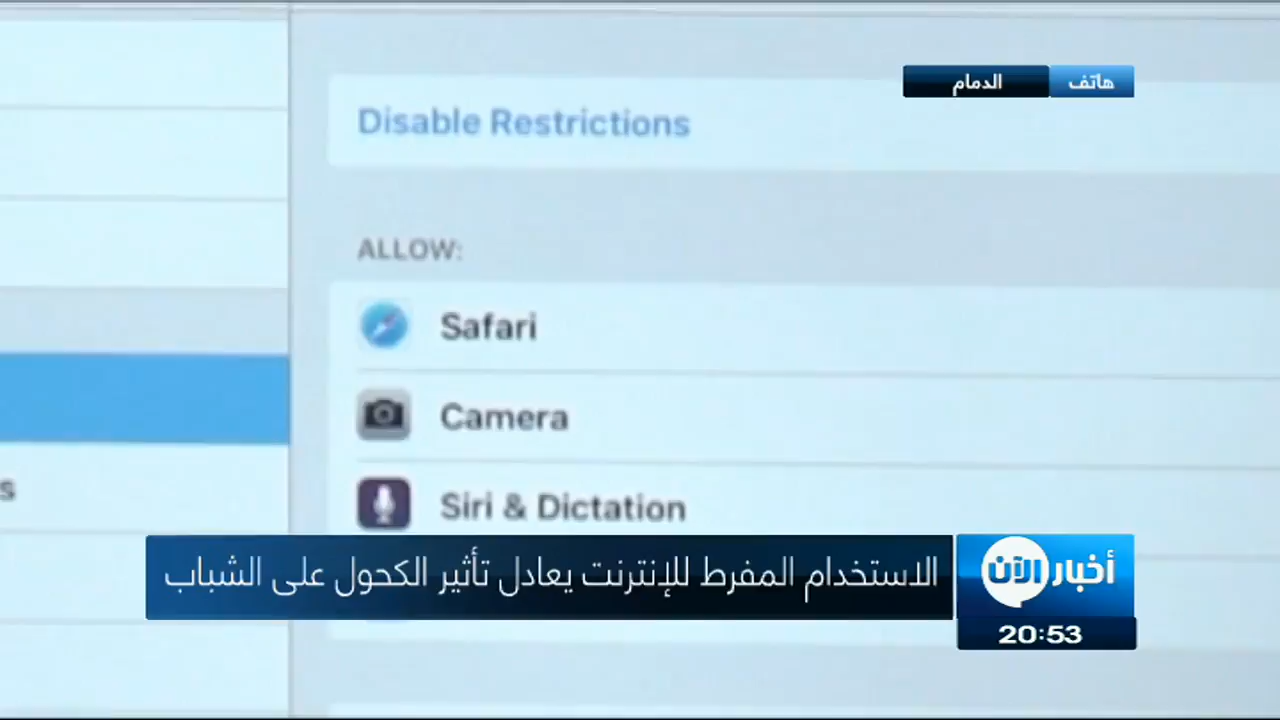 هاتف الدمام
Disable Restrictions
ALLOW:
Safari
Camera
s
Siri & Dictation
الاستخدام المفرط للإنترنت يعادل تأثير الكحول على الشباب
أخبار الآن
20:53